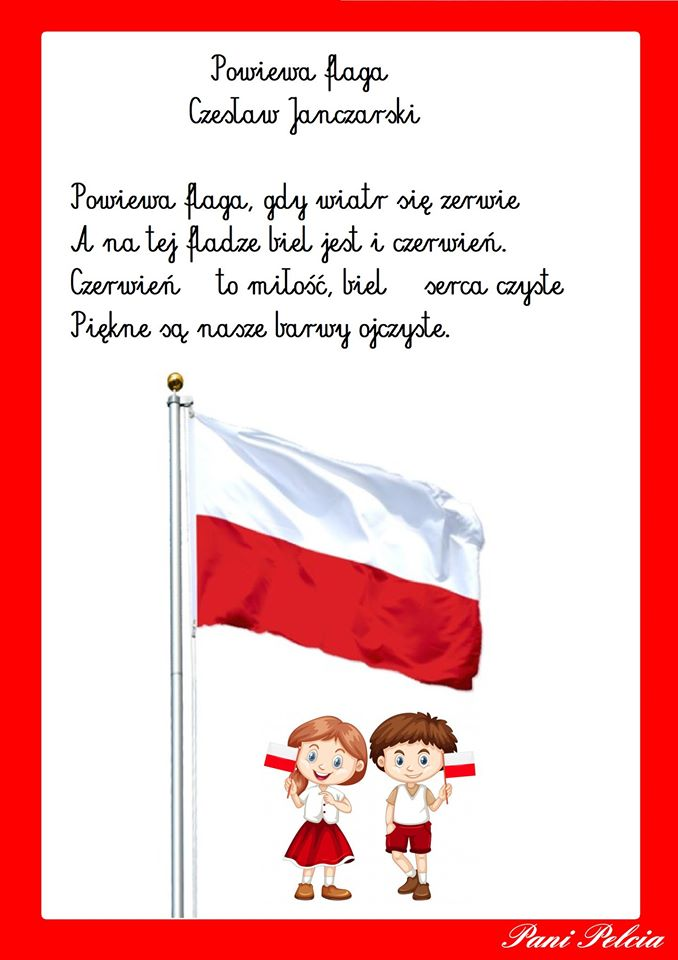 Powiewa flaga
Czesław Janczarski
Powiewa flaga, gdy wiatr się zerwie
A na tej fladze biel jest i czerwień.
Czerwień to miłość, biel serca czyste
Piękne są nasze barwy ojczyste.
Pani Pelcia